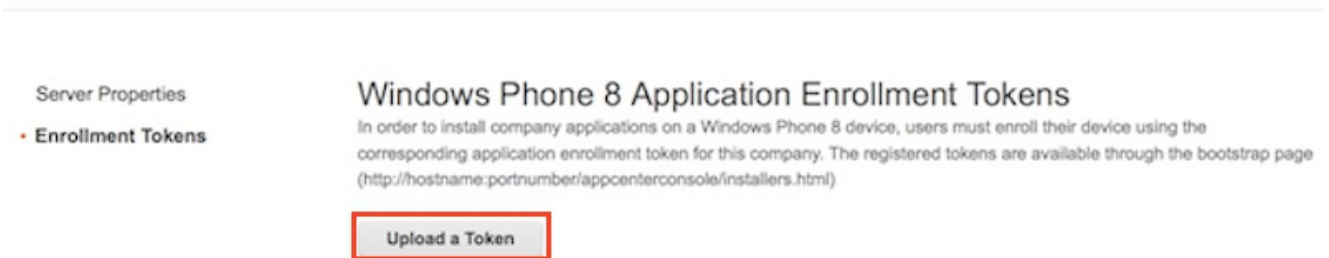 Server Properties
Enrollment Tokens
Windows Phone 8 Application Enrollment Tokens
In order to install company applications on a Windows Phone 8 device, users must enroll their device using the
corresponding application enrollment token for this company. The registered tokens are available through the bootstrap page
(http://hostname:portnumber/appcenterconsole/installers.html)
Upload a Token